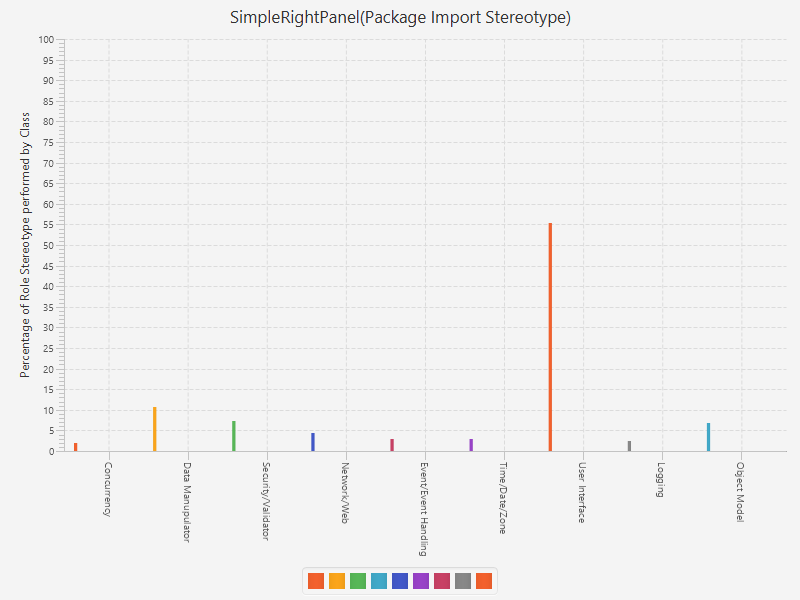 SimpleRightPanel(Package Import Stereotype)
Percentage of Role Stereotype performed by Class
100
95
90
85
80
75
70
65
60
55
50
45
40
35
30
25
20
15
10
5
0
Concurrency
Data Manupulator
Security/Validator
Network/Web
Event/Event Handling
Time/Date/Zone
User Interface
Logging
Object Model